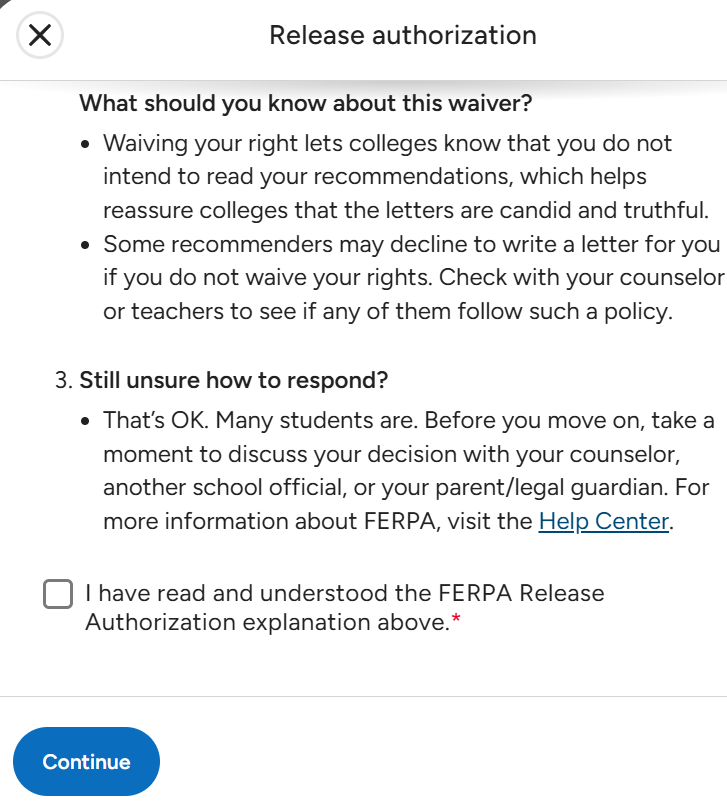 Release authorization
What should you know about this waiver?
• Waiving your right lets colleges know that you do not
intend to read your recommendations, which helps
reassure colleges that the letters are candid and truthful.
• Some recommenders may decline to write a letter for you
if you do not waive your rights. Check with your counselor
or teachers to see if any of them follow such a policy.
3. Still unsure how to respond?
• That’s OK. Many students are. Before you move on, take a
moment to discuss your decision with your counselor,
another school official, or your parent/legal guardian. For
more information about FERPA, visit the Help Center.
I have read and understood the FERPA Release
Authorization explanation above.*
Continue